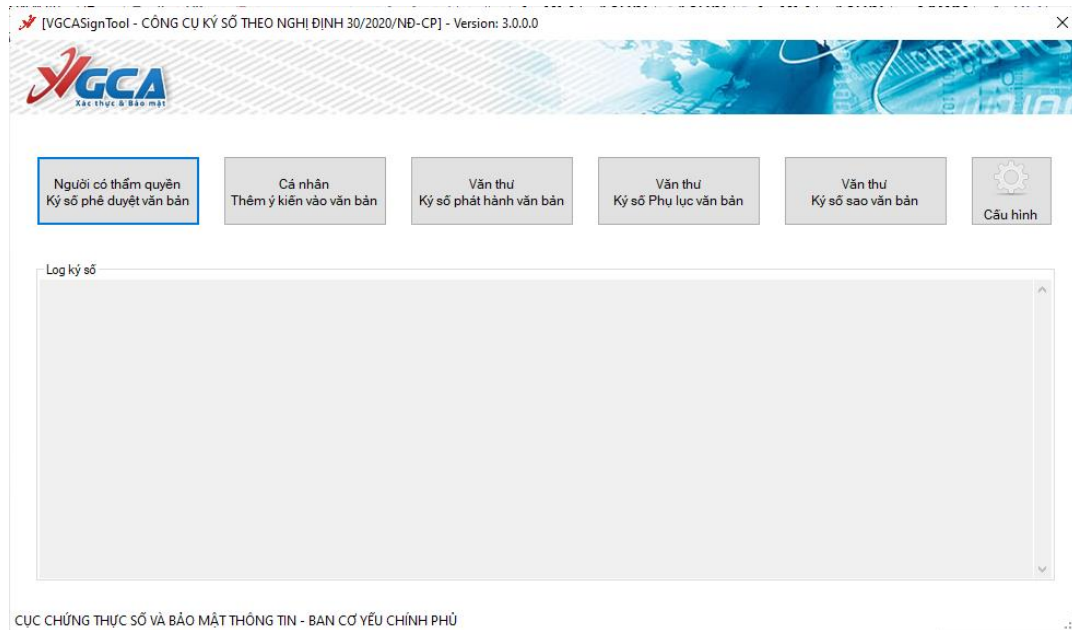 [VGCASignTool - CÔNG CỤ KÝ SỐ THEO NGHỊ ĐỊNH 30/2020/NĐ-CP] - Version: 3.0.0.0
VGCA
Xác thực & Bảo mật
Người có thẩm quyền
Ký số phê duyệt văn bản
Cá nhân
Thêm ý kiến vào văn bản
Văn thư
Ký số phát hành văn bản
Văn thư
Ký số Phụ lục văn bản
Văn thư
Ký số sao văn bản
Cấu hình
Log ký số
CỤC CHỨNG THỰC SỐ VÀ BẢO MẬT THÔNG TIN - BAN CƠ YẾU CHÍNH PHỦ